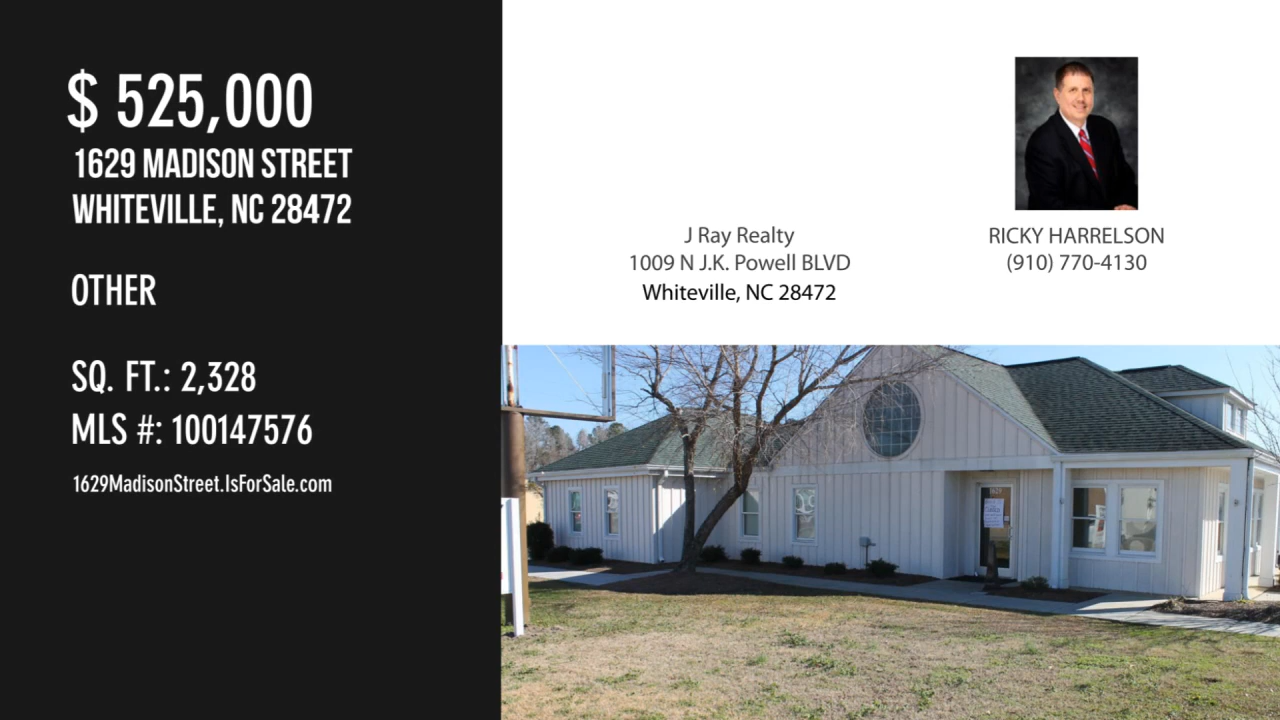 $ 525,000
1629 MADISON STREET
WHITEVILLE, NC 28472
OTHER
SQ. FT.: 2,328
MLS #: 100147576
1629MadisonStreet.IsForSale.com
J Ray Realty
1009 N J.K. Powell BLVD
Whiteville, NC 28472
RICKY HARRELSON
(910) 770-4130
1629